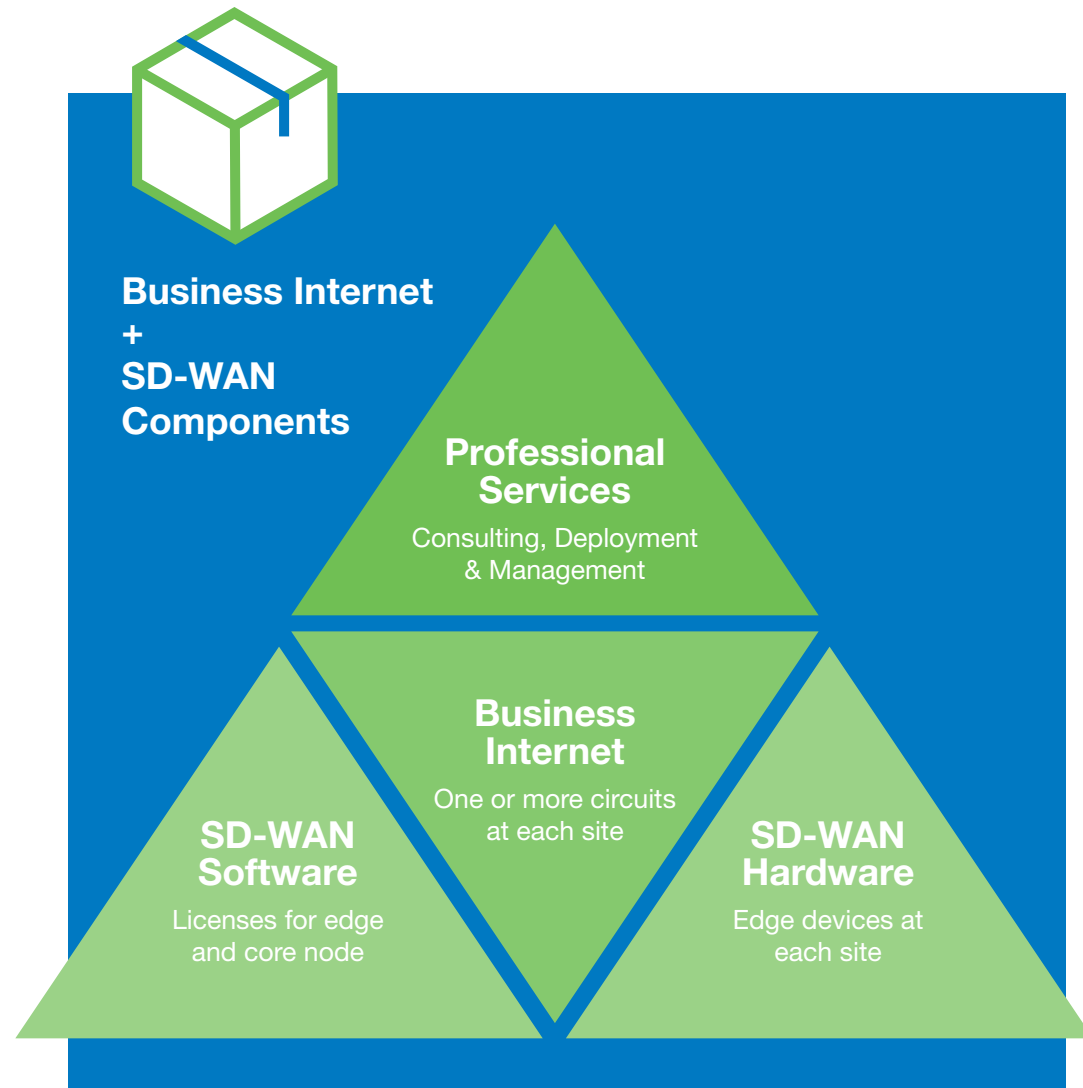 Business Internet
+
SD-WAN
Components
Professional
Services
Consulting, Deployment
& Management
Business
Internet
One or more circuits
at each site
SD-WAN
Software
Licenses for edge
and core node
SD-WAN
Hardware
Edge devices at
each site